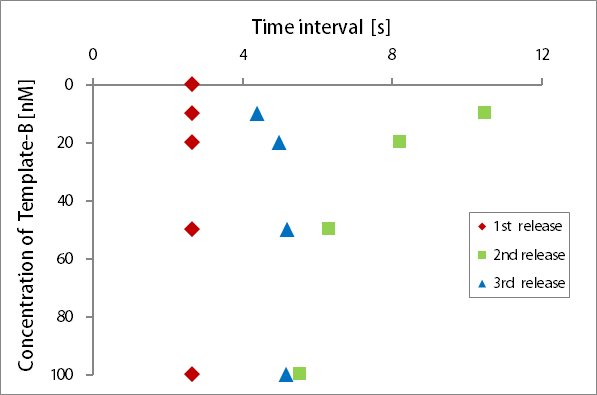 Time interval [s]
0 4 8 12
Concentration of Template-B [nM]
0
20
40
60
80
100
1st release
2nd release
3rd release